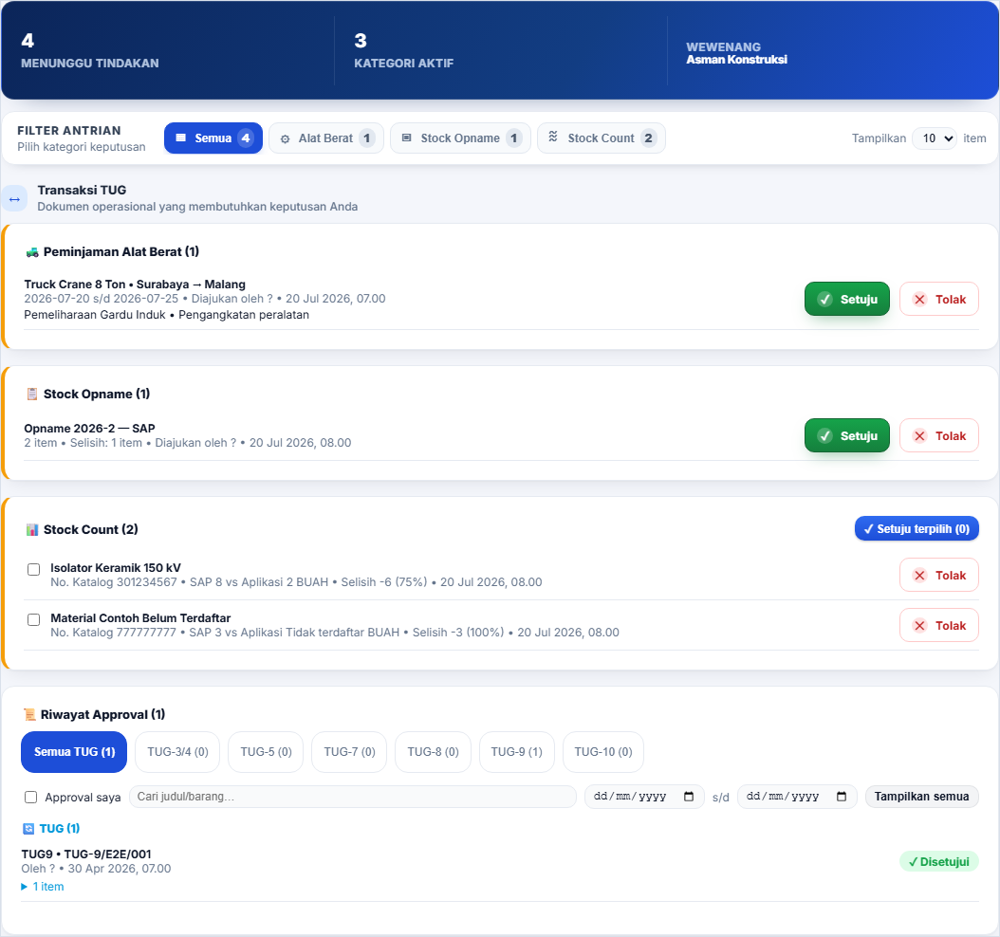 4
MENUNGGU TINDAKAN
3
KATEGORI AKTIF
WEWENANG
Asman Konstruksi
FILTER ANTRIAN
Pilih kategori keputusan
Semua 4
Alat Berat 1
Stock Opname 1
Stock Count 2
Tampilkan 10 item
Transaksi TUG
Dokumen operasional yang membutuhkan keputusan Anda
Peminjaman Alat Berat (1)
Truck Crane 8 Ton • Surabaya → Malang
2026-07-20 s/d 2026-07-25 • Diajukan oleh ? • 20 Jul 2026, 07.00
Pemeliharaan Gardu Induk • Pengangkatan peralatan
✓ Setuju
✕ Tolak
Stock Opname (1)
Opname 2026-2 — SAP
2 item • Selisih: 1 item • Diajukan oleh ? • 20 Jul 2026, 08.00
✓ Setuju
✕ Tolak
Stock Count (2)
✓ Setuju terpilih (0)
Isolator Keramik 150 kV
No. Katalog 301234567 • SAP 8 vs Aplikasi 2 BUAH • Selisih -6 (75%) • 20 Jul 2026, 08.00
✕ Tolak
Material Contoh Belum Terdaftar
No. Katalog 777777777 • SAP 3 vs Aplikasi Tidak terdaftar BUAH • Selisih -3 (100%) • 20 Jul 2026, 08.00
✕ Tolak
Riwayat Approval (1)
Semua TUG (1)
TUG-3/4 (0)
TUG-5 (0)
TUG-7 (0)
TUG-8 (0)
TUG-9 (1)
TUG-10 (0)
Approval saya
Cari judul/barang...
dd/mm/yyyy
s/d
dd/mm/yyyy
Tampilkan semua
TUG (1)
TUG9 • TUG-9/E2E/001
Oleh ? • 30 Apr 2026, 07.00
✓ Disetujui
▶ 1 item